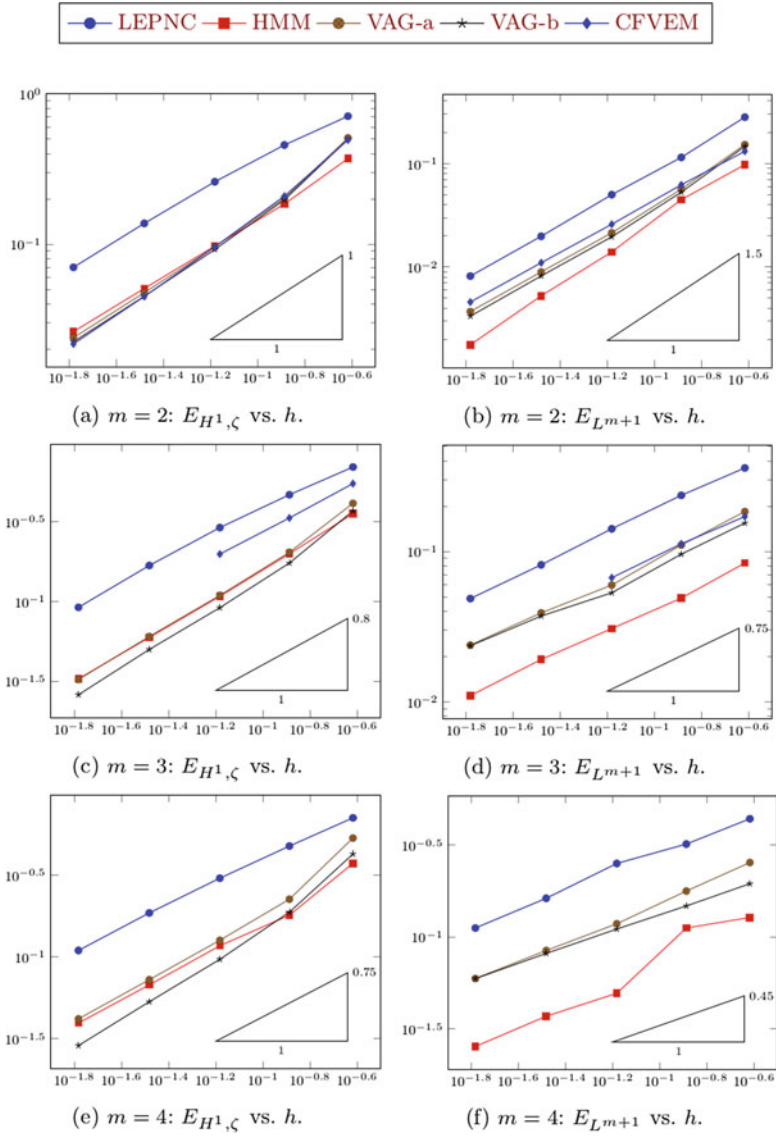 LEPNC HMM VAG-a VAG-b CFVEM
10^0
10^{-1}
1
1
10^{-1.8} 10^{-1.6} 10^{-1.4} 10^{-1.2} 10^{-1} 10^{-0.8} 10^{-0.6}
(a) m = 2: E_{H^1,ζ} vs. h.
10^{-1}
10^{-2}
1.5
1
10^{-1.8} 10^{-1.6} 10^{-1.4} 10^{-1.2} 10^{-1} 10^{-0.8} 10^{-0.6}
(b) m = 2: E_{L^{m+1}} vs. h.
10^{-0.5}
10^{-1}
10^{-1.5}
0.8
1
10^{-1.8} 10^{-1.6} 10^{-1.4} 10^{-1.2} 10^{-1} 10^{-0.8} 10^{-0.6}
(c) m = 3: E_{H^1,ζ} vs. h.
10^{-1}
10^{-2}
0.75
1
10^{-1.8} 10^{-1.6} 10^{-1.4} 10^{-1.2} 10^{-1} 10^{-0.8} 10^{-0.6}
(d) m = 3: E_{L^{m+1}} vs. h.
10^{-0.5}
10^{-1}
10^{-1.5}
0.75
1
10^{-1.8} 10^{-1.6} 10^{-1.4} 10^{-1.2} 10^{-1} 10^{-0.8} 10^{-0.6}
(e) m = 4: E_{H^1,ζ} vs. h.
10^{-0.5}
10^{-1}
10^{-1.5}
0.45
1
10^{-1.8} 10^{-1.6} 10^{-1.4} 10^{-1.2} 10^{-1} 10^{-0.8} 10^{-0.6}
(f) m = 4: E_{L^{m+1}} vs. h.